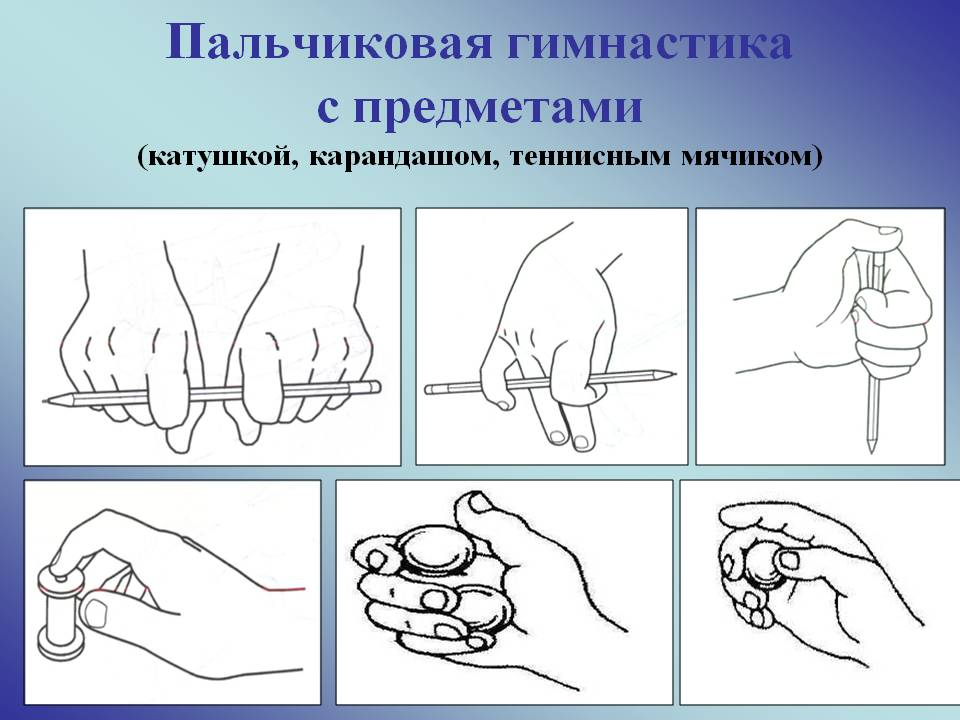 Пальчиковая гимнастика
с предметами
(катушкой, карандашом, теннисным мячиком)